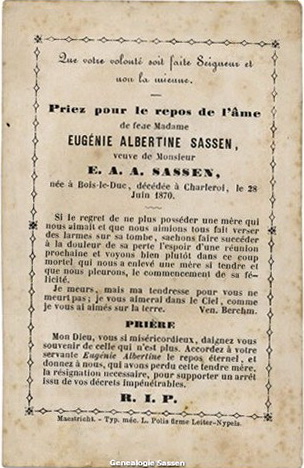 Que votre volonté soit faite Seigneur et
non la mienne.
Priez pour le repos de l'âme
de feue Madame
EUGÉNIE ALBERTINE SASSEN,
veuve de Monsieur
E. A. A. SASSEN,
née à Bois-le-Duc, décédée à Charleroi, le 28
Juin 1870.
Si le regret de ne plus posséder une mère qui
nous aimait et que nous aimions tous fait verser
des larmes sur sa tombe, sachons faire succéder
à la douleur de sa perte l'espoir d'une réunion
prochaine et voyons bien plutôt dans ce coup
mortel qui nous a enlevé une mère si tendre et
que nous pleurons, le commencement de sa fé-
licité.
Je meurs, mais ma tendresse pour vous ne
meurt pas; je vous aimerai dans le Ciel, comme
je vous ai aimés sur la terre. Ven. Berchm.
PRIÈRE
Mon Dieu, vous si miséricordieux, daignez vous
souvenir de celle qui n'est plus. Accordez à votre
servante Eugénie Albertine le repos éternel, et
donnez à nous, qui avons perdu cette tendre mère,
la résignation necessaire, pour supporter un arrêt
issu de vos décrets impénétrables.
R. I. P.
Maestricht. - Typ. méc. L. Polis firme Leiter-Nypels.
Genealogie Sassen